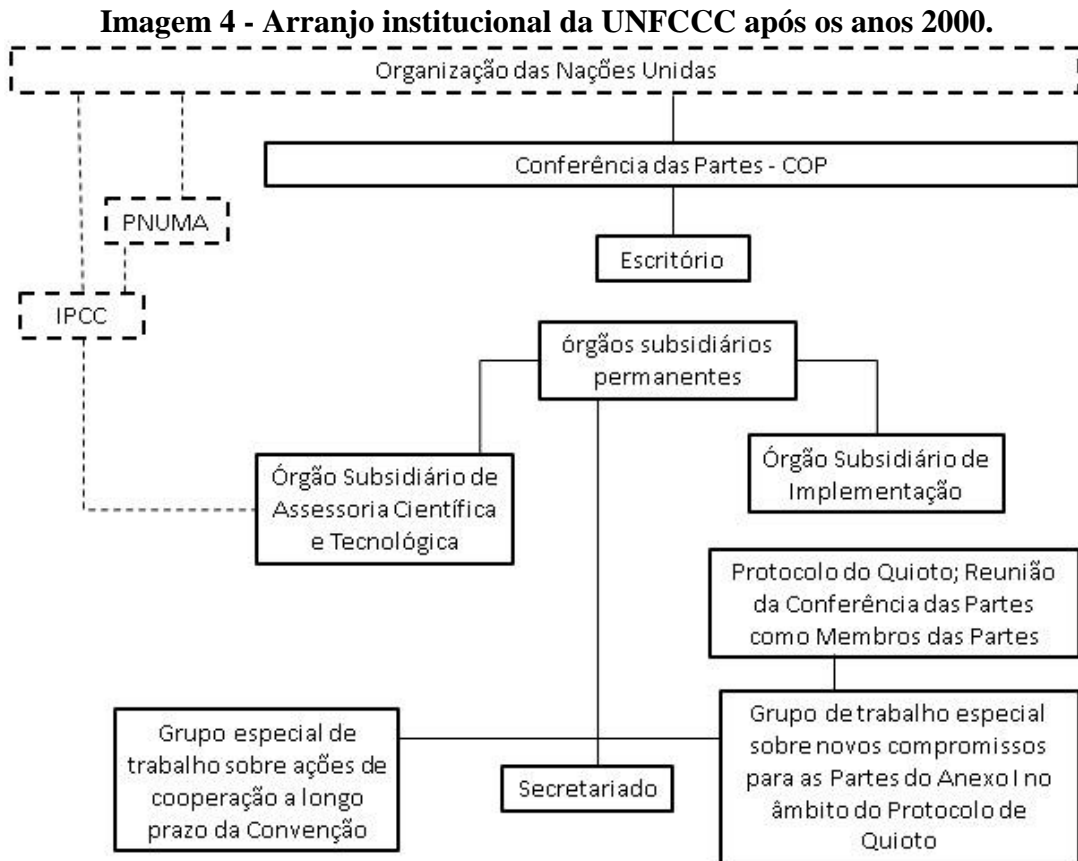 Imagem 4 - Arranjo institucional da UNFCCC após os anos 2000.
Organização das Nações Unidas
Conferência das Partes - COP
PNUMA
Escritório
IPCC
órgãos subsidiários
permanentes
Órgão Subsidiário de
Assessoria Científica
e Tecnológica
Órgão Subsidiário de
Implementação
Protocolo do Quioto; Reunião
da Conferência das Partes
como Membros das Partes
Grupo especial de
trabalho sobre ações de
cooperação a longo
prazo da Convenção
Secretariado
Grupo de trabalho especial
sobre novos compromissos
para as Partes do Anexo I no
âmbito do Protocolo de
Quioto